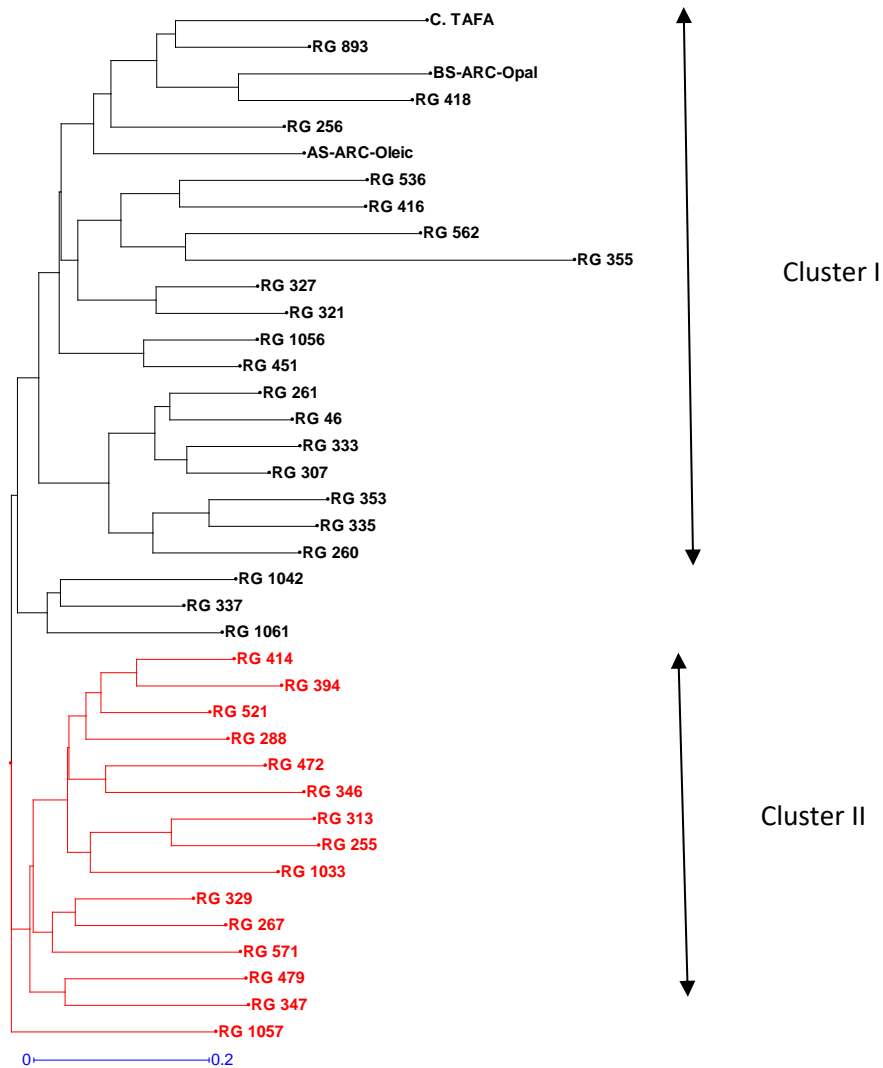 C. TAFA
RG 893
BS-ARC-Opal
RG 418
RG 256
AS-ARC-Oleic
RG 536
RG 416
RG 562
RG 355
Cluster I
RG 327
RG 321
RG 1056
RG 451
RG 261
RG 46
RG 333
RG 307
RG 353
RG 335
RG 260
RG 1042
RG 337
RG 1061
RG 414
RG 394
RG 521
RG 288
RG 472
RG 346
RG 313
Cluster II
RG 255
RG 1033
RG 329
RG 267
RG 571
RG 479
RG 347
RG 1057
0 0.2